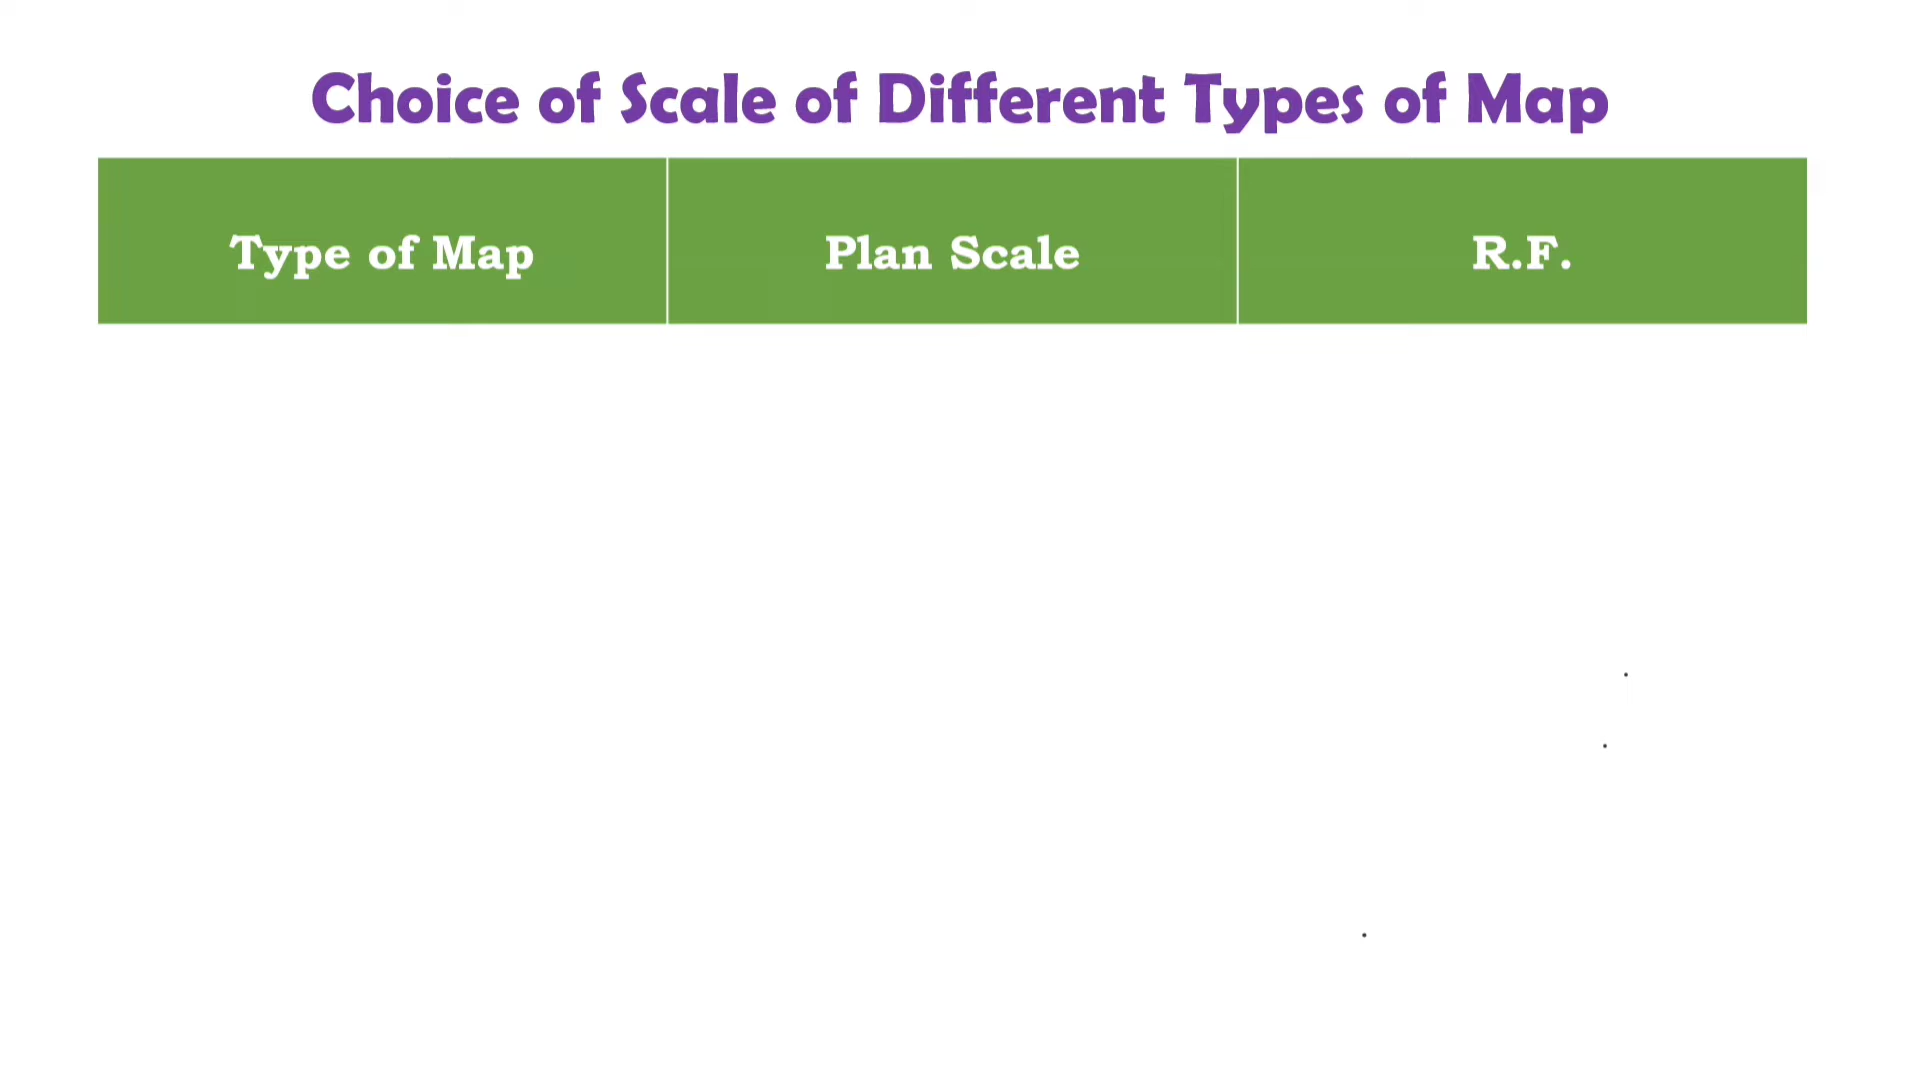 Choice of Scale of Different Types of Map
Type of Map Plan Scale R.F.